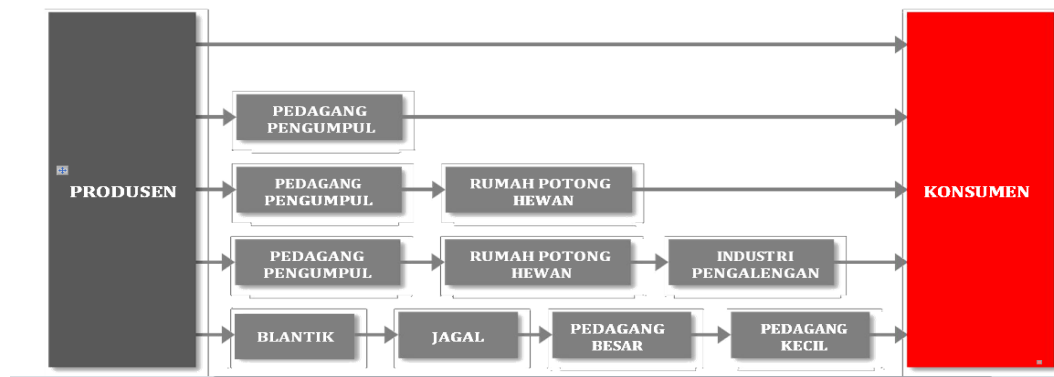 PEDAGANG
PENGUMPUL
PRODUSEN
PEDAGANG
PENGUMPUL
RUMAH POTONG
HEWAN
KONSUMEN
PEDAGANG
PENGUMPUL
RUMAH POTONG
HEWAN
INDUSTRI
PENGALENGAN
BLANTIK
JAGAL
PEDAGANG
BESAR
PEDAGANG
KECIL